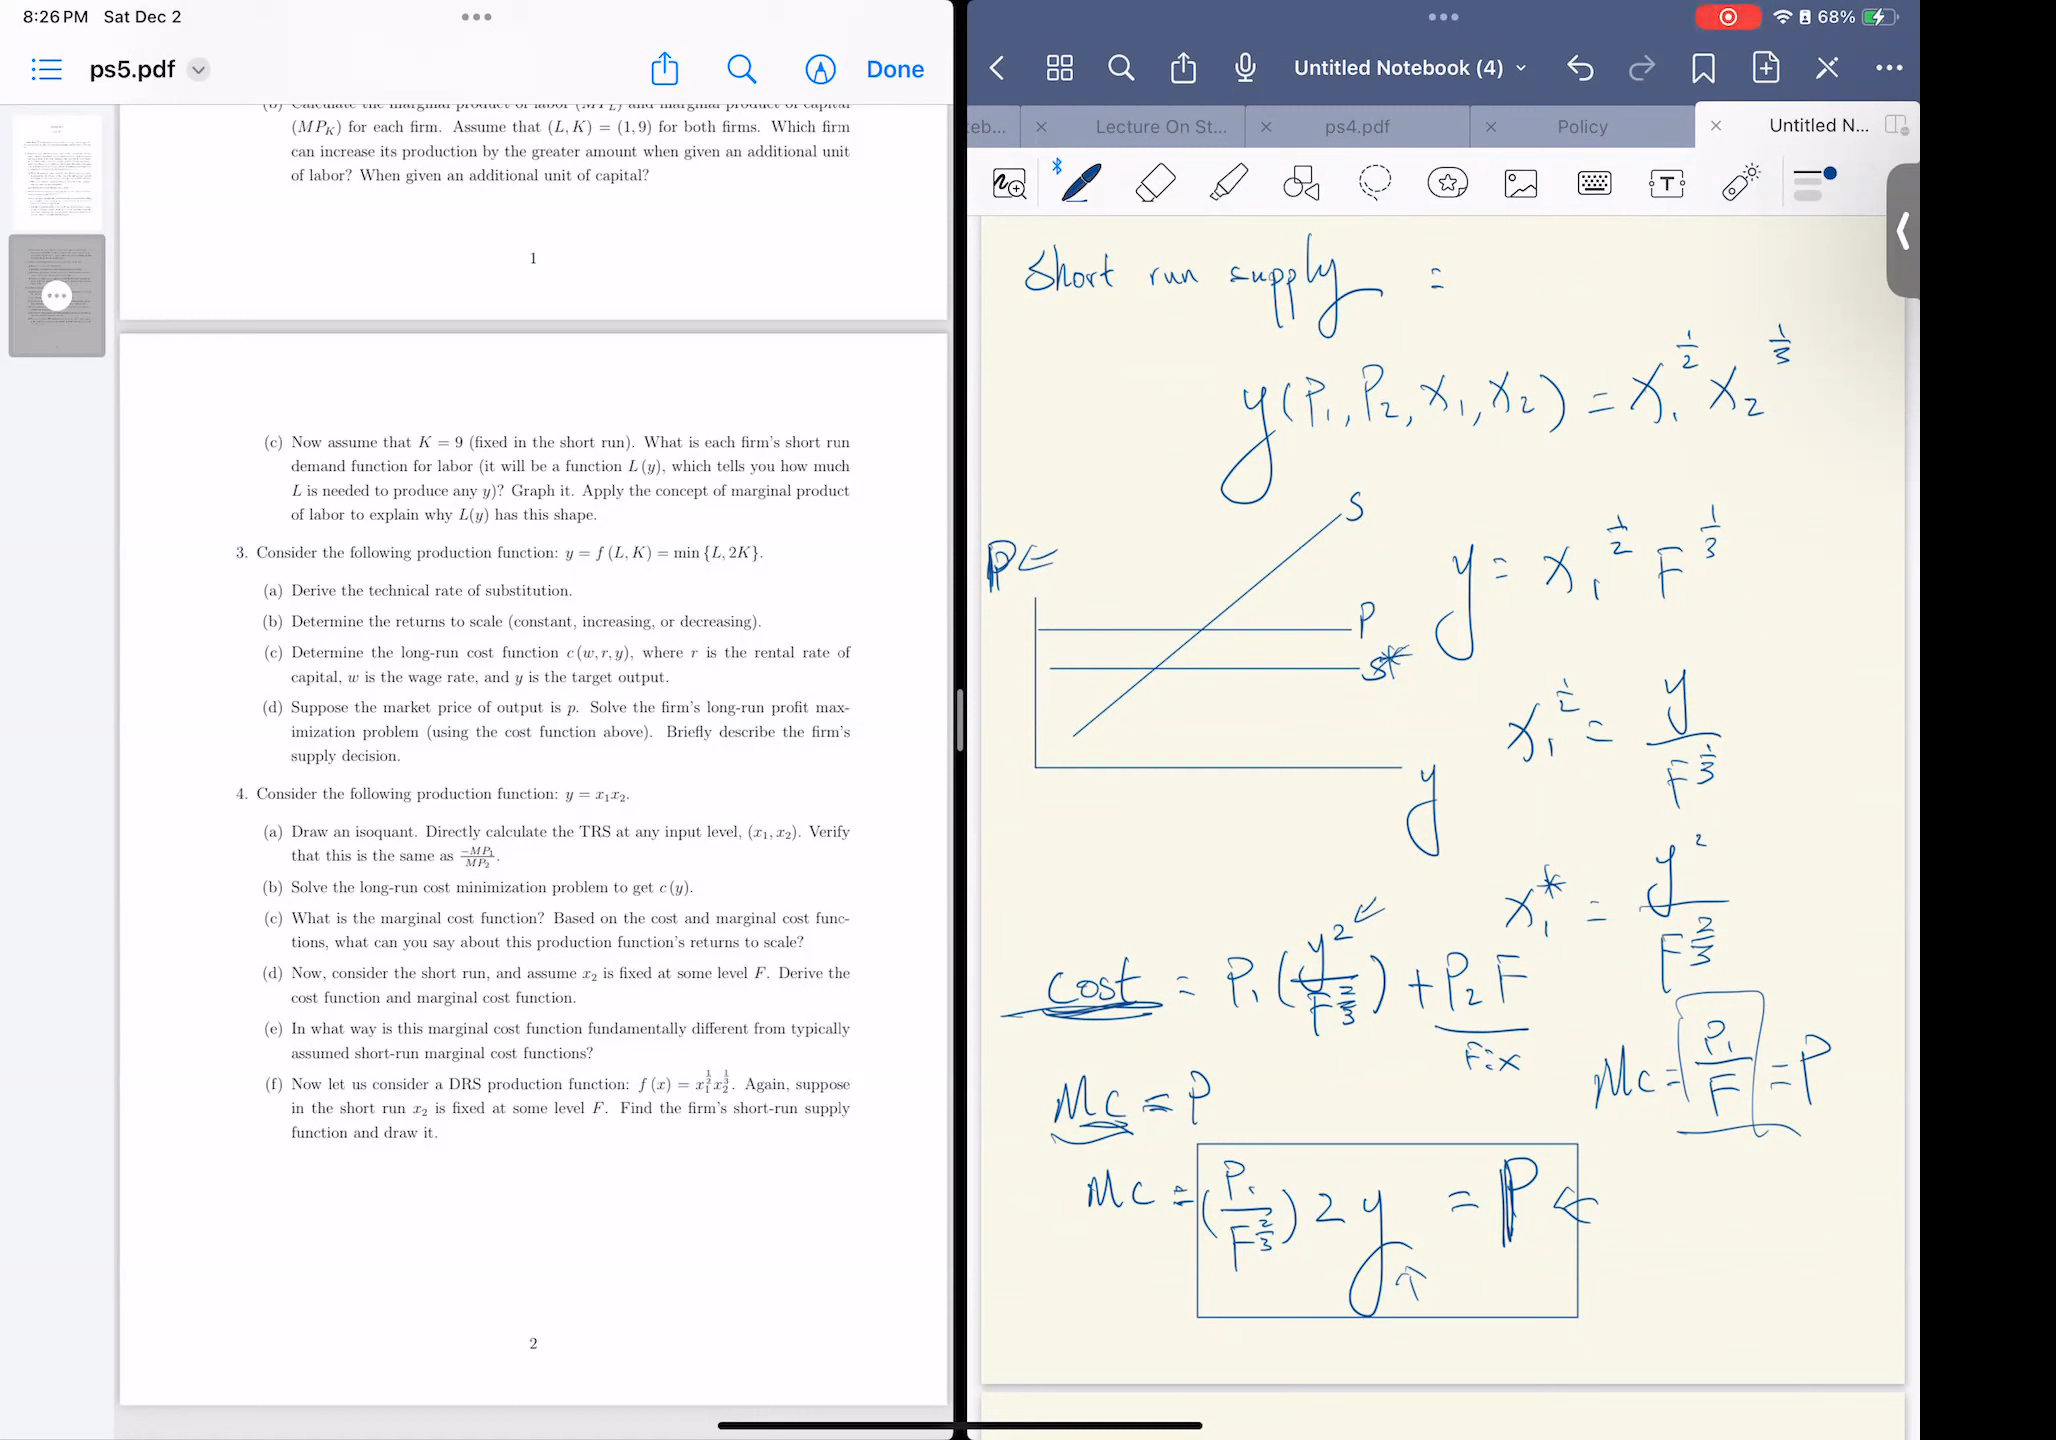 8:26 PM Sat Dec 2
ps5.pdf
Done
(MP_K) for each firm. Assume that (L, K) = (1, 9) for both firms. Which firm
can increase its production by the greater amount when given an additional unit
of labor? When given an additional unit of capital?
1
(c) Now assume that K = 9 (fixed in the short run). What is each firm's short run
demand function for labor (it will be a function L (y), which tells you how much
L is needed to produce any y)? Graph it. Apply the concept of marginal product
of labor to explain why L(y) has this shape.
3. Consider the following production function: y = f (L, K) = min {L, 2K}.
(a) Derive the technical rate of substitution.
(b) Determine the returns to scale (constant, increasing, or decreasing).
(c) Determine the long-run cost function c (w, r, y), where r is the rental rate of
capital, w is the wage rate, and y is the target output.
(d) Suppose the market price of output is p. Solve the firm's long-run profit max-
imization problem (using the cost function above). Briefly describe the firm's
supply decision.
4. Consider the following production function: y = x₁x₂.
(a) Draw an isoquant. Directly calculate the TRS at any input level, (x₁, x₂). Verify
that this is the same as −MP₁/MP₂.
(b) Solve the long-run cost minimization problem to get c (y).
(c) What is the marginal cost function? Based on the cost and marginal cost func-
tions, what can you say about this production function's returns to scale?
(d) Now, consider the short run, and assume x₂ is fixed at some level F. Derive the
cost function and marginal cost function.
(e) In what way is this marginal cost function fundamentally different from typically
assumed short-run marginal cost functions?
(f) Now let us consider a DRS production function: f (x) = x₁^(1/2) x₂^(1/3). Again, suppose
in the short run x₂ is fixed at some level F. Find the firm's short-run supply
function and draw it.
2
68%
Untitled Notebook (4)
eb...
Lecture On St...
ps4.pdf
Policy
Untitled N...
Short run supply =
y(P₁, P₂, X₁, X₂) = X₁^(1/2) X₂^(1/3)
S
P
y = X₁^(1/2) F^(1/3)
P
S*
X₁^(1/2) = y/F^(1/3)
y
X₁* = y²/F^(2/3)
Cost = P₁ (y²/F^(2/3)) + P₂ F
Fix
MC = P₁/F = P
MC = P
MC = (P₁/F^(2/3)) 2 y = P